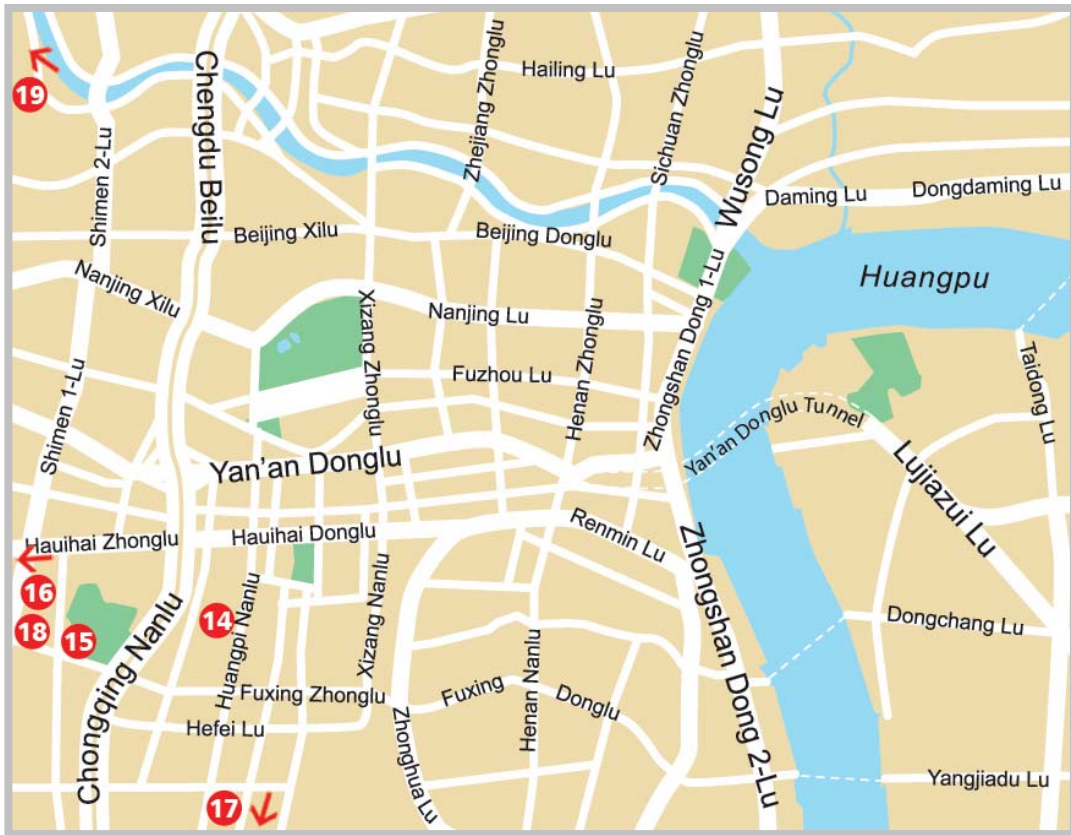 Hailing Lu
Chengdu Beilu
Zhejiang Zhonglu
Sichuan Zhonglu
Wusong Lu
19
Shimen 2-Lu
Daming Lu
Dongdaming Lu
Beijing Xilu
Beijing Donglu
Nanjing Xilu
Huangpu
Xizang Zhonglu
Nanjing Lu
Henan Zhonglu
Zhongshan Dong 1-Lu
Taidong Lu
Shimen 1-Lu
Fuzhou Lu
Yan'an Donglu Tunnel
Yan'an Donglu
Lujiazui Lu
Hauihai Zhonglu
Hauihai Donglu
Renmin Lu
Zhongshan Dong 2-Lu
16
14
18
15
Huangpi Nanlu
Xizang Nanlu
Dongchang Lu
Chongqing Nanlu
Fuxing Zhonglu
Fuxing
Donglu
Henan Nanlu
Hefei Lu
Zhonghua Lu
17
Yangjiadu Lu